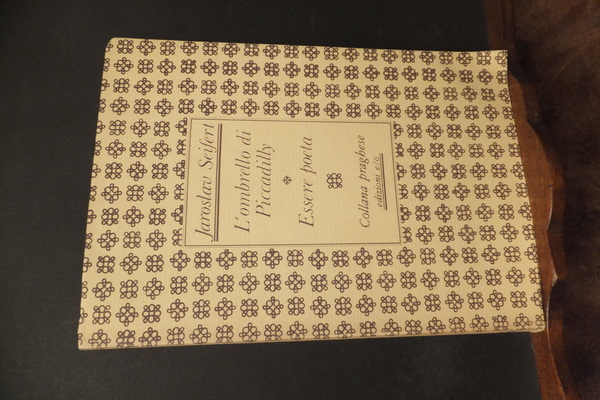 Jaroslav Seifert
L'ombrello di
Piccadilly
Essere poeta
Collana praghese
edizioni e/o